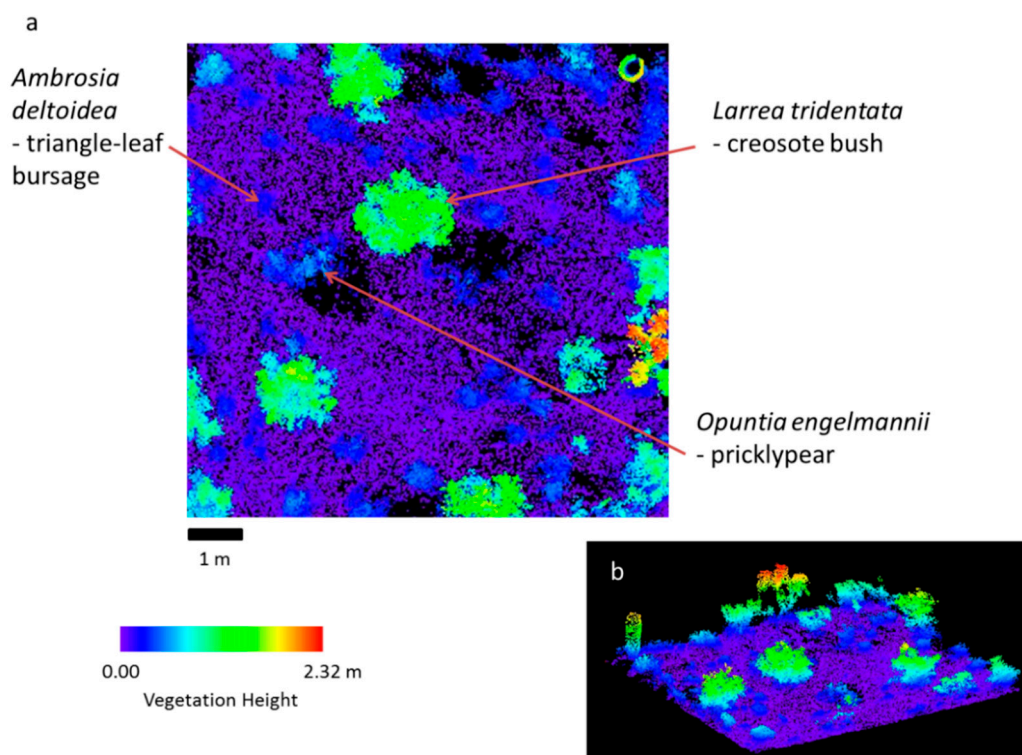 a
Ambrosia
deltoidea
- triangle-leaf
bursage
Larrea tridentata
- creosote bush
Opuntia engelmannii
- pricklypear
1 m
0.00
2.32 m
Vegetation Height
b